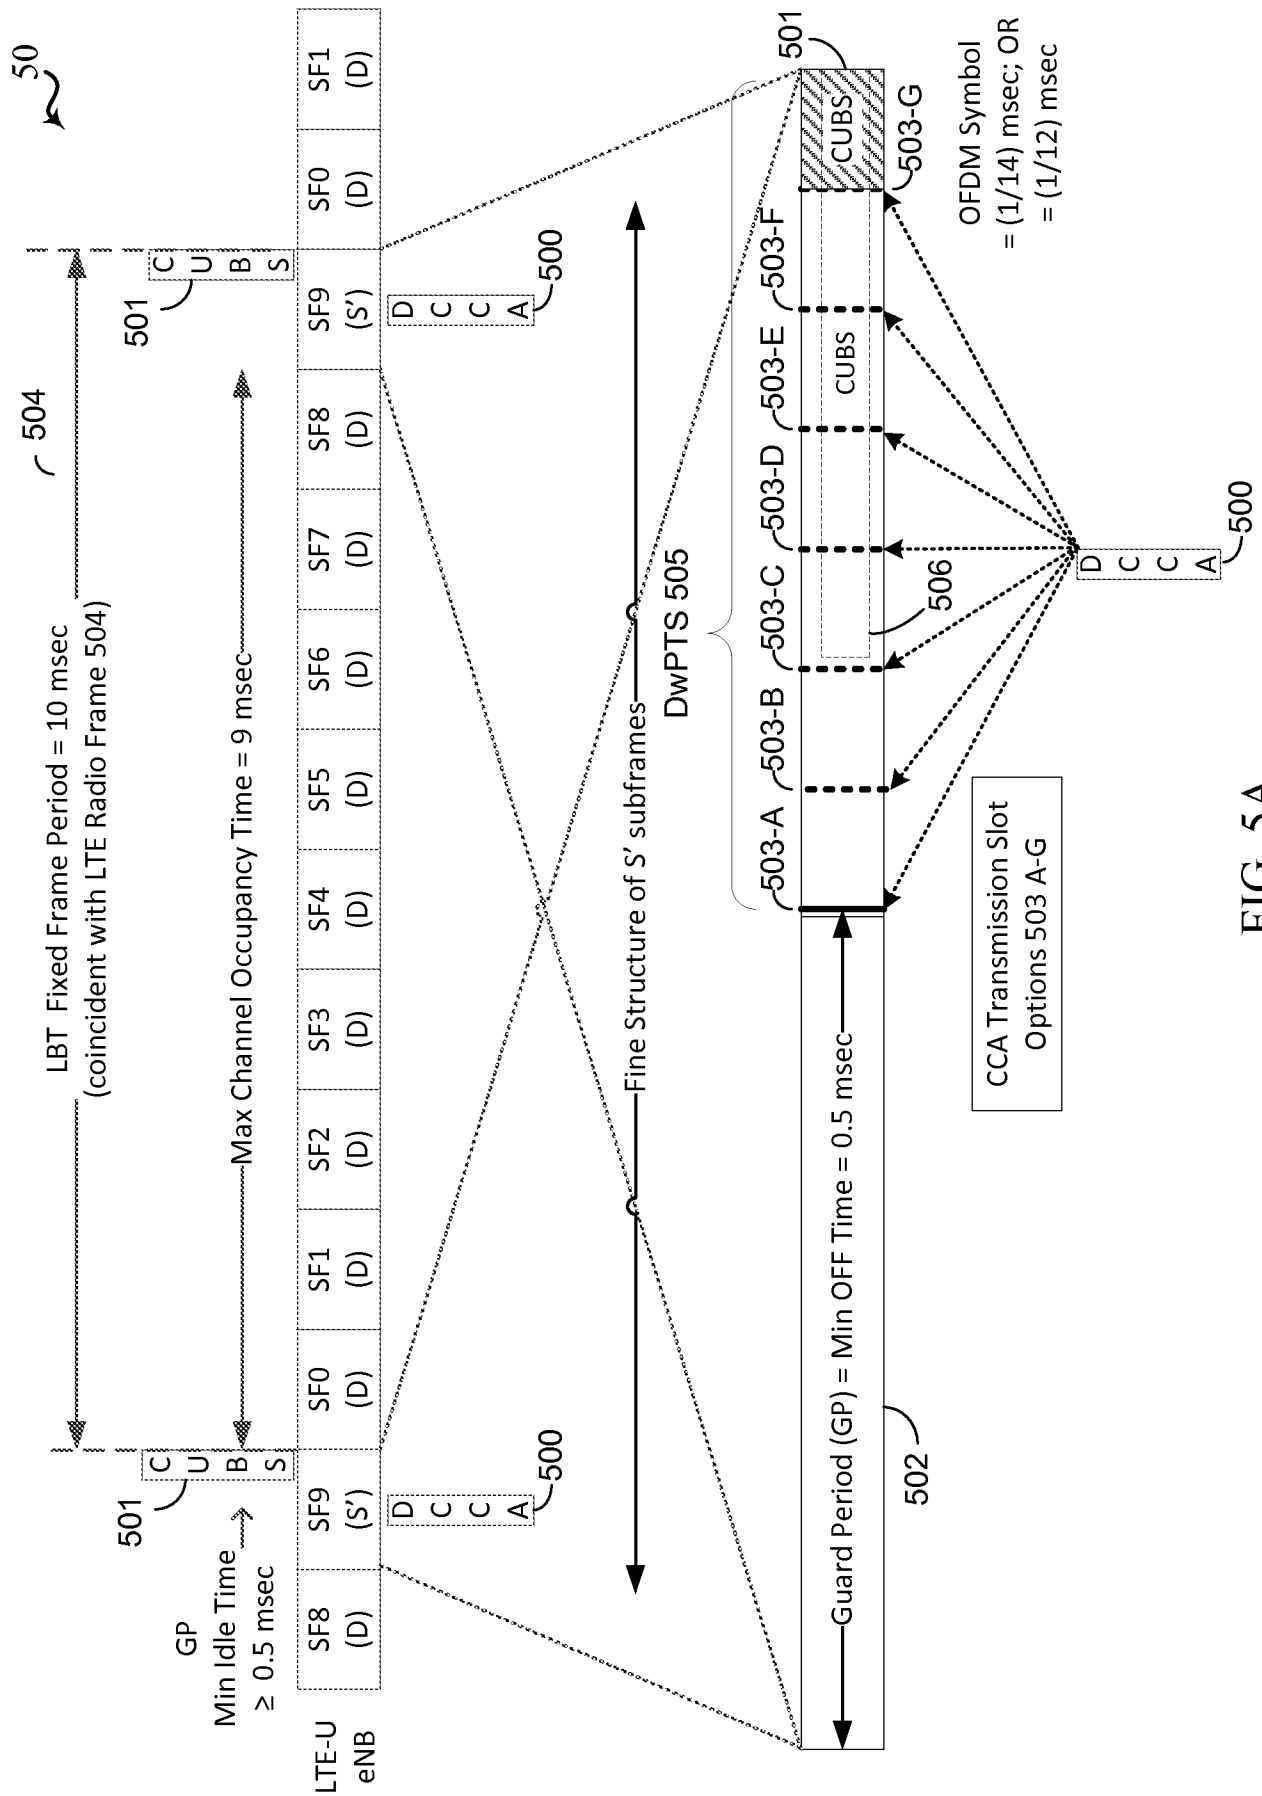 50
504
LBT Fixed Frame Period = 10 msec
(coincident with LTE Radio Frame 504)
GP
Min Idle Time
≥ 0.5 msec
501
CUBS
Max Channel Occupancy Time = 9 msec
501
CUBS
LTE-U
eNB
SF8
(D)
SF9
(S')
SF0
(D)
SF1
(D)
SF2
(D)
SF3
(D)
SF4
(D)
SF5
(D)
SF6
(D)
SF7
(D)
SF8
(D)
SF9
(S')
SF0
(D)
SF1
(D)
DCCA
500
DCCA
500
Fine Structure of S' subframes
DwPTS 505
503-A
503-B
503-C
503-D
503-E
503-F
501
Guard Period (GP) = Min OFF Time = 0.5 msec
CUBS
CUBS
502
506
503-G
CCA Transmission Slot
Options 503 A-G
OFDM Symbol
= (1/14) msec; OR
= (1/12) msec
DCCA
500
FIG. 5A